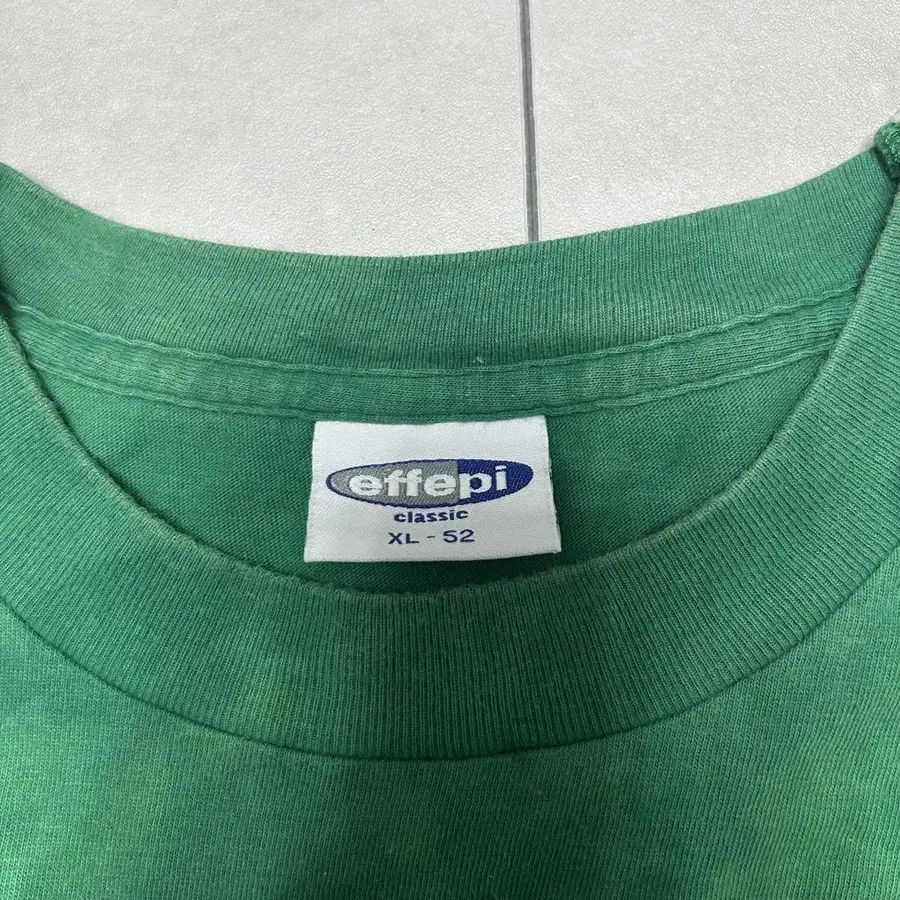 effepi
classic
XL - 52